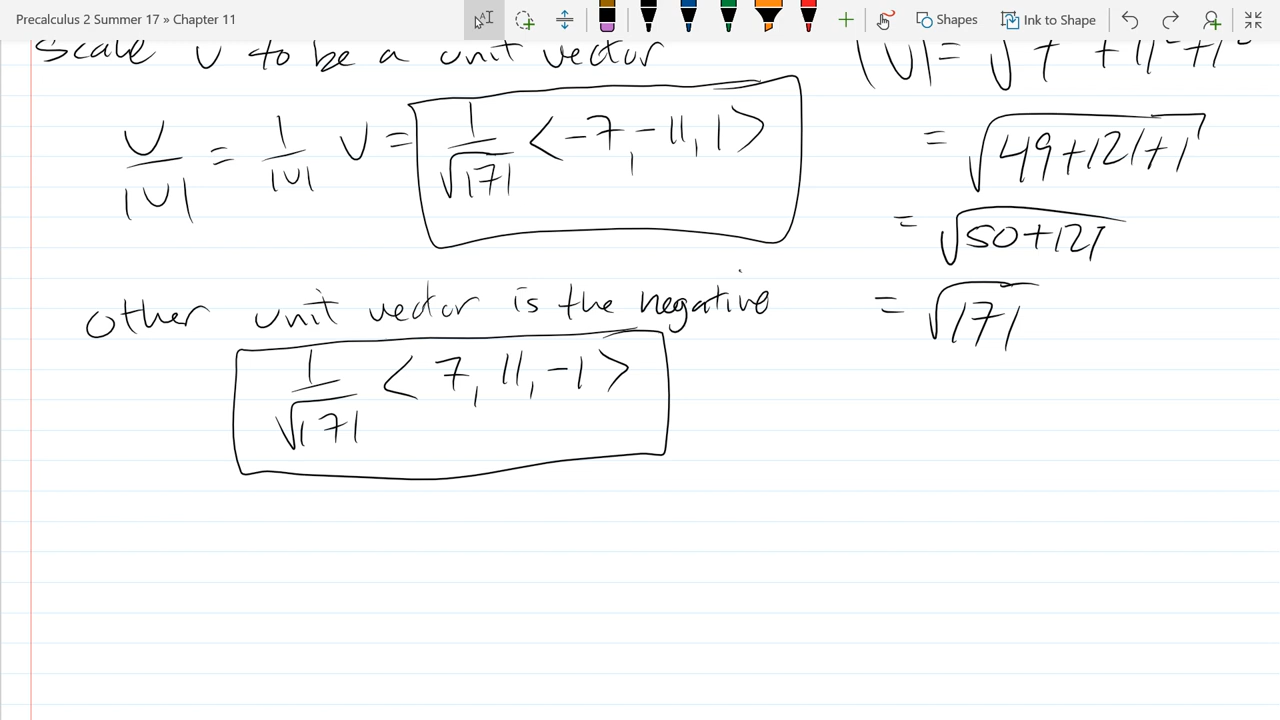 Precalculus 2 Summer 17 » Chapter 11
Shapes
Ink to Shape
Scale v to be a unit vector
v/|v| = 1/|v| v = 1/√171 <-7, -11, 1>
|v| = √7² + 11² + 1²
= √49+121+1
= √50+121
= √171
Other unit vector is the negative
1/√171 <7, 11, -1>